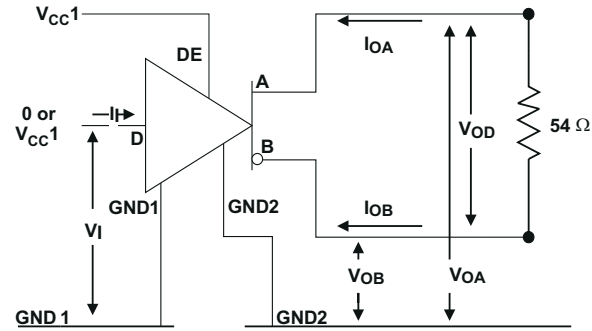 VCC1
DE
A
IOA
0 or
VCC1
II
D
B
VOD
54 Ω
GND1
GND2
VI
IOB
VOB
VOA
GND 1
GND2